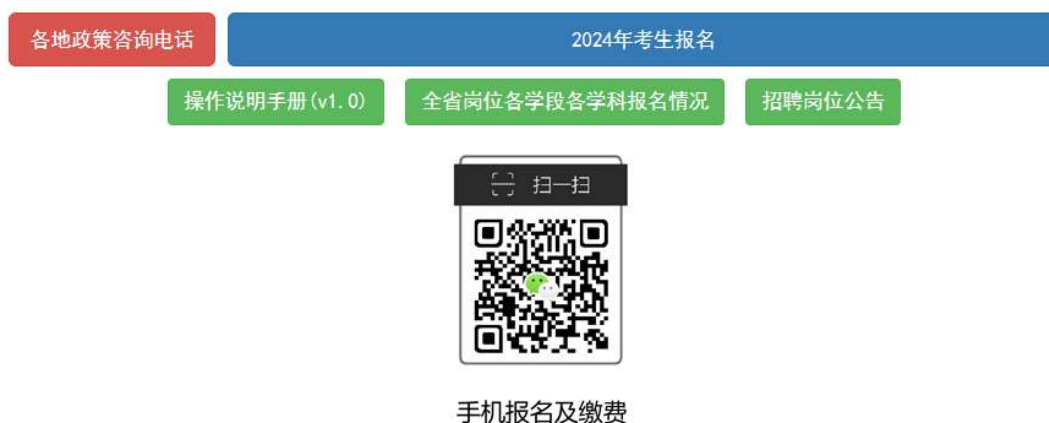 各地政策咨询电话 2024年考生报名
操作说明手册(v1.0) 全省岗位各学段各学科报名情况 招聘岗位公告
扫一扫
手机报名及缴费